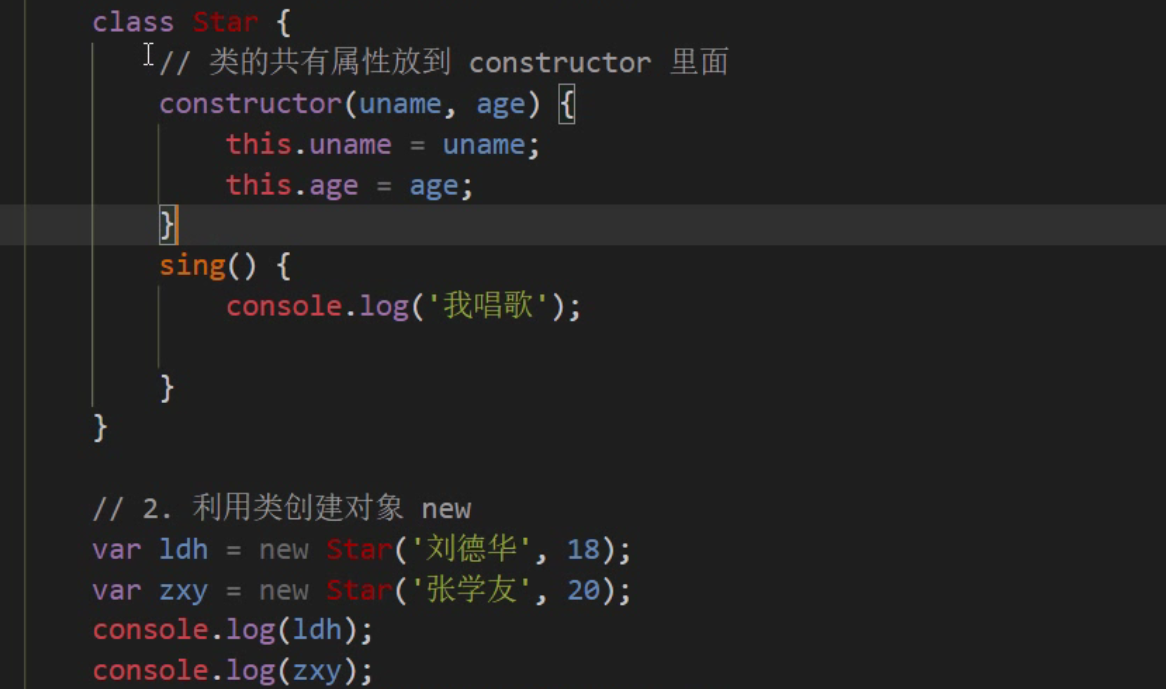 class Star {
// 类的共有属性放到 constructor 里面
constructor(uname, age) {
this.uname = uname;
this.age = age;
}
sing() {
console.log('我唱歌');
}
}
// 2. 利用类创建对象 new
var ldh = new Star('刘德华', 18);
var zxy = new Star('张学友', 20);
console.log(ldh);
console.log(zxy);